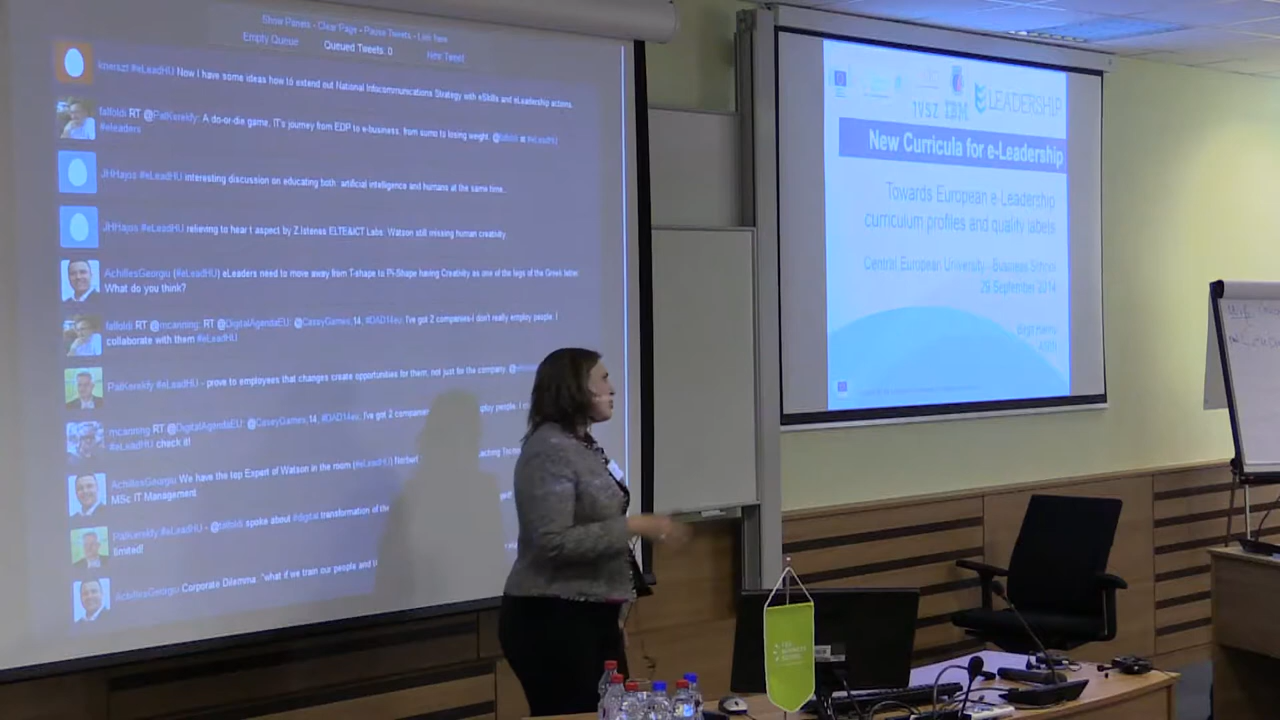 Show Panels - Clear Page - Pause Tweets - Link here
Empty Queue Queued Tweets: 0 New Tweet
#eLeadHU Now I have some ideas how to extend out National Infocommunications Strategy with eSkills and eLeadership actions.
falfoldi RT @PalKerekfy: A do-or-die game, IT's journey from EDP to e-business, from sumo to losing weight, @falfoldi at #eLeadHU
#eleaders
JHHajos #eLeadHU interesting discussion on educating both: artificial intelligence and humans at the same time...
JHHajos #eLeadHU relieving to hear t aspect by Z.Istenes ELTE&ICT Labs: Watson still missing human creativity.
AchillesGeorgiu (#eLeadHU) eLeaders need to move away from T-shape to Pi-Shape having Creativity as one of the legs of the Greek letter.
What do you think?
falfoldi RT @mcanning: RT @DigitalAgendaEU: @CaseyGames;14, #DAD14eu; I've got 2 companies-I don't really employ people. I
collaborate with them #eLeadHU
PalKerekfy #eLeadHU - prove to employees that changes create opportunities for them, not just for the company.
mcanning RT @DigitalAgendaEU: @CaseyGames;14, #DAD14eu; I've got 2 companies employ people. I
#eLeadHU check it!
AchillesGeorgiu We have the top Expert of Watson in the room (#eLeadHU) Norbert
MSc IT Management
PalKerekfy #eLeadHU - @falfoldi spoke about #digital transformation of the
limited!
AchillesGeorgiu Corporate Dilemma: "what if we train our people and
IVSZ IBM
LEADERSHIP
New Curricula for e-Leadership
Towards European e-Leadership
curriculum profiles and quality labels
Central European University - Business School
29 September 2014